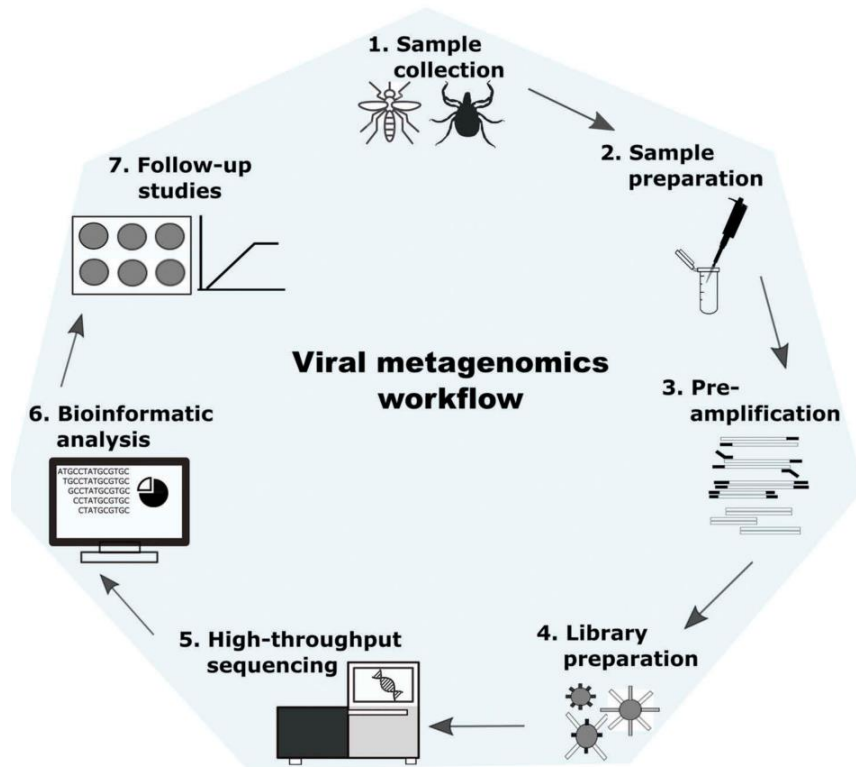 1. Sample
collection
2. Sample
preparation
3. Pre-
amplification
4. Library
preparation
5. High-throughput
sequencing
6. Bioinformatic
analysis
ATGCCTATGCGTGC
TGCCTATGCGTGC
GCCTATGCGTGC
CCTATGCGTGC
CTATGCGTGC
7. Follow-up
studies
Viral metagenomics
workflow